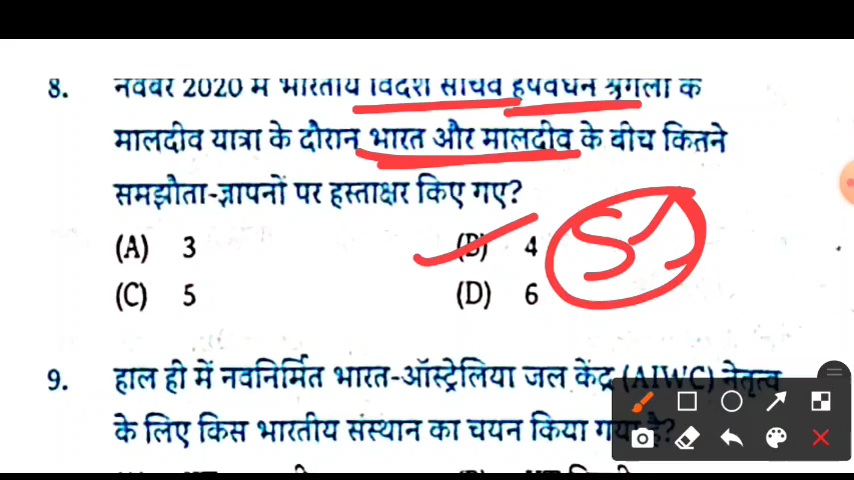 8. नवंबर 2020 में भारतीय विदेश सचिव हर्षवर्धन श्रृंगला के
मालदीव यात्रा के दौरान भारत और मालदीव के बीच कितने
समझौता-ज्ञापनों पर हस्ताक्षर किए गए?
(A) 3 (B) 4
(C) 5 (D) 6
9. हाल ही में नवनिर्मित भारत-ऑस्ट्रेलिया जल केंद्र (AIWC) नेतृत्व
के लिए किस भारतीय संस्थान का चयन किया गया है?